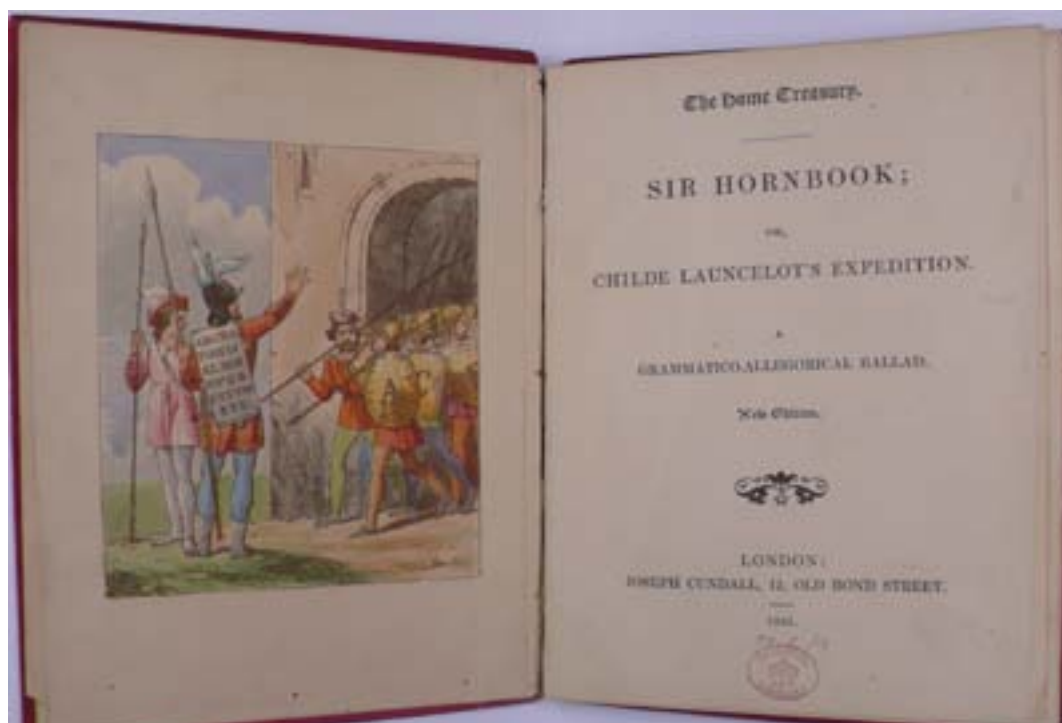 The Home Treasury.
SIR HORNBOOK;
OR,
CHILDE LAUNCELOT'S EXPEDITION.
A
GRAMMATICO-ALLEGORICAL BALLAD.
New Edition.
LONDON:
JOSEPH CUNDALL, 12, OLD BOND STREET.